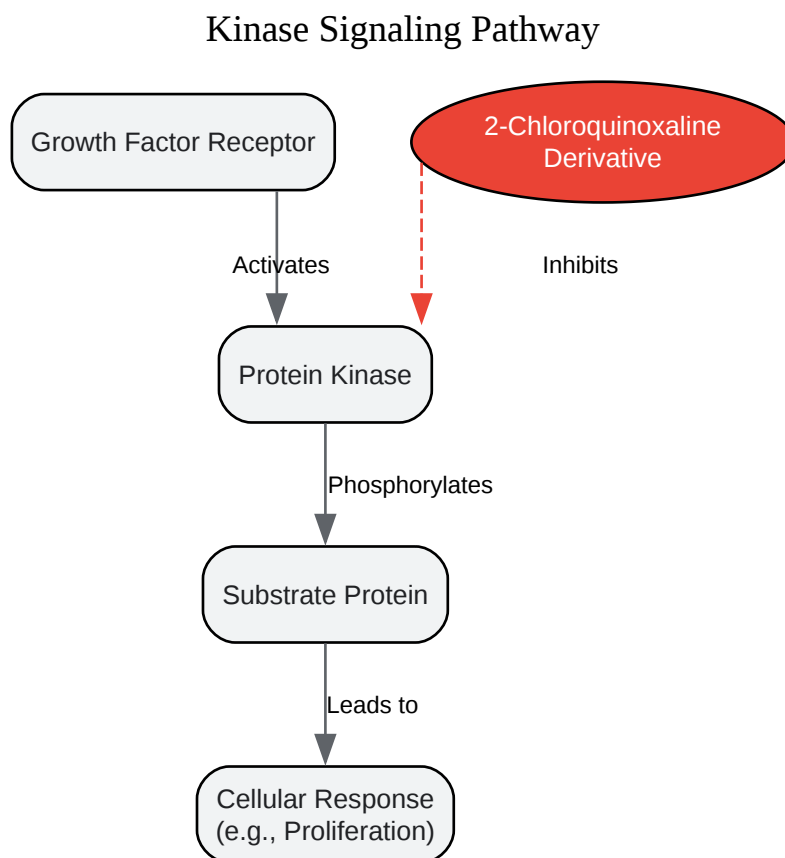 Kinase Signaling Pathway
Growth Factor Receptor
2-Chloroquinoxaline
Derivative
Activates
Inhibits
Protein Kinase
Phosphorylates
Substrate Protein
Leads to
Cellular Response
(e.g., Proliferation)